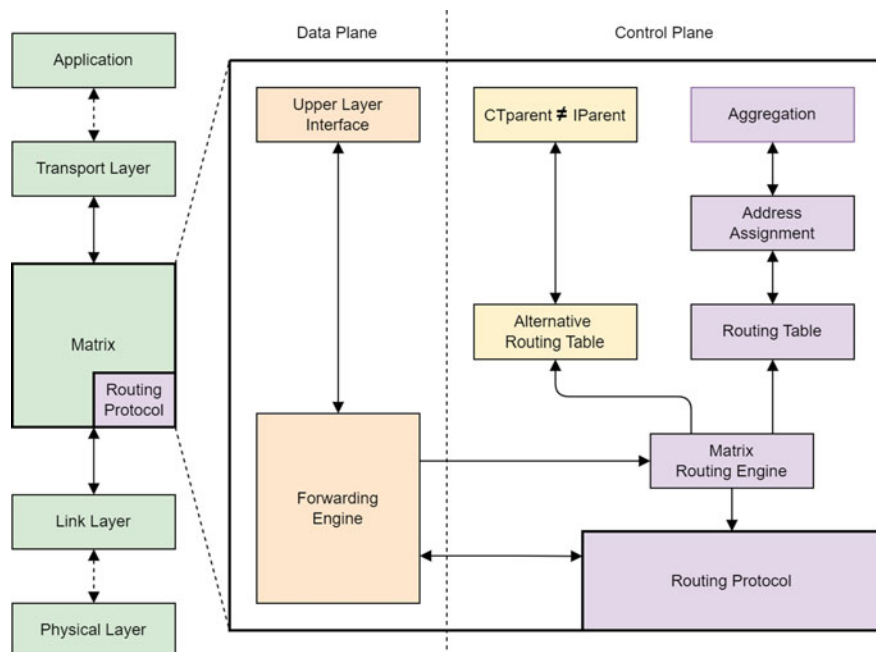 Data Plane
Control Plane
Application
Transport Layer
Matrix
Routing
Protocol
Link Layer
Physical Layer
Upper Layer
Interface
Forwarding
Engine
CTparent ≠ IParent
Alternative
Routing Table
Aggregation
Address
Assignment
Routing Table
Matrix
Routing Engine
Routing Protocol